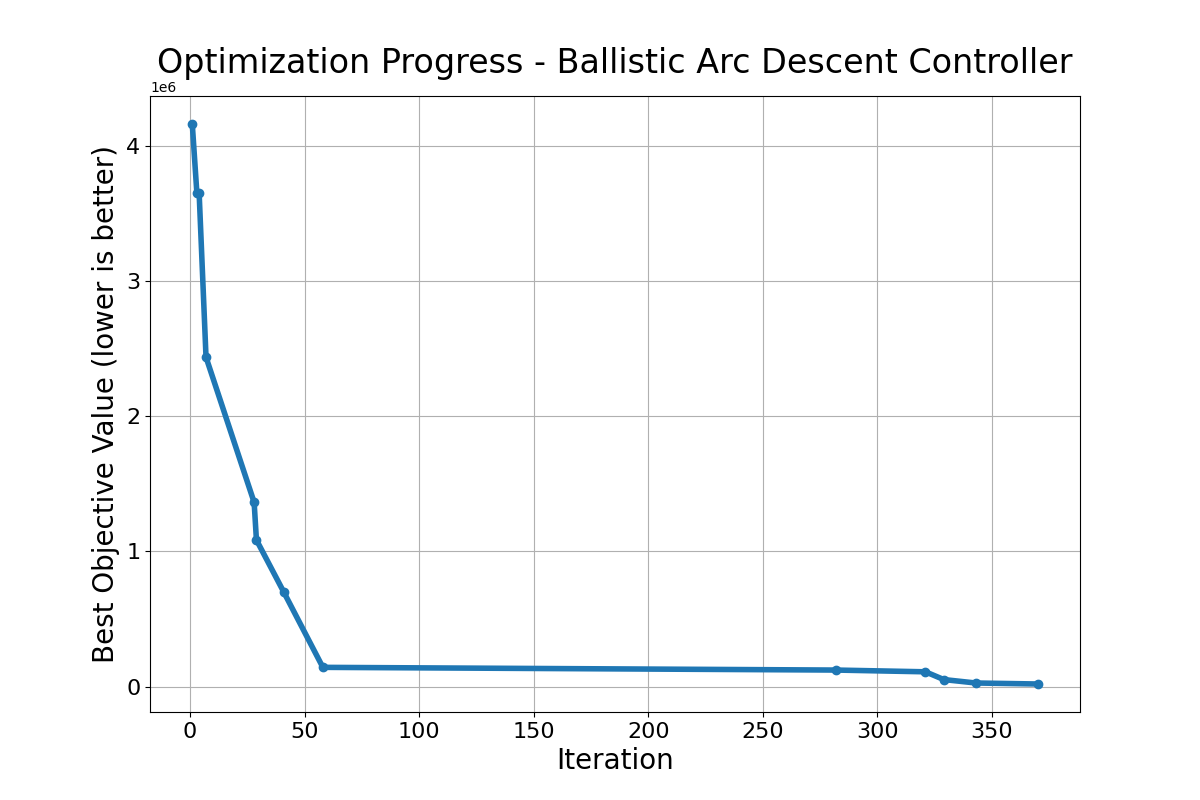 Optimization Progress - Ballistic Arc Descent Controller
1e6
Best Objective Value (lower is better)
4
3
2
1
0
0 50 100 150 200 250 300 350
Iteration